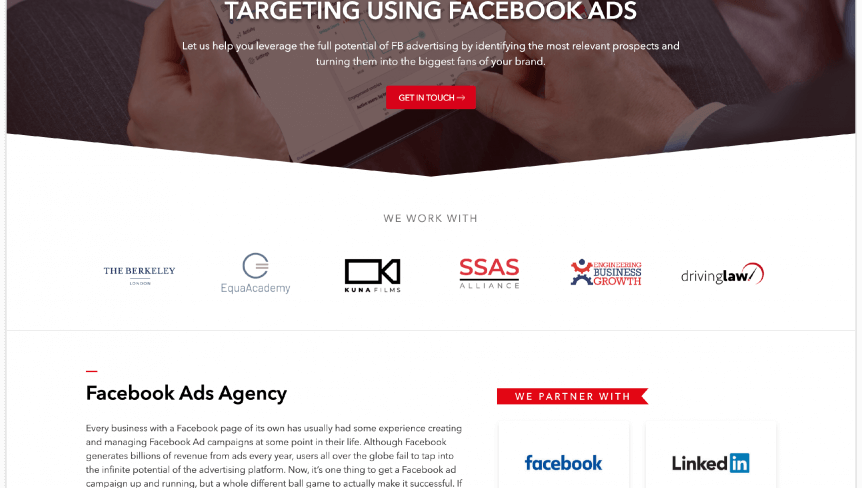 TARGETING USING FACEBOOK ADS
Let us help you leverage the full potential of FB advertising by identifying the most relevant prospects and
turning them into the biggest fans of your brand.
GET IN TOUCH →
WE WORK WITH
THE BERKELEY
LONDON
EquaAcademy
KUNA FILMS
SSAS
ALLIANCE
ENGINEERING
BUSINESS
GROWTH
drivinglaw
Facebook Ads Agency
Every business with a Facebook page of its own has usually had some experience creating
and managing Facebook Ad campaigns at some point in their life. Although Facebook
generates billions of revenue from ads every year, users all over the globe fail to tap into
the infinite potential of the advertising platform. Now, it's one thing to get a Facebook ad
campaign up and running, but a whole different ball game to actually make it successful. If
WE PARTNER WITH
facebook
Linked in